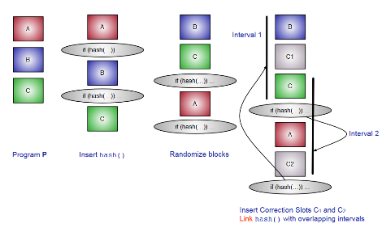 A
B
C
Program P
A
if (hash(...))
B
if (hash(...))
C
Insert hash()
B
C
if (hash(...)) ...
A
if (hash(...))
Randomize blocks
Interval 1
B
C1
C
if (hash(...))
A
Interval 2
C2
if (hash(...)) ...
Insert Correction Slots C1 and C2
Link hash() with overlapping intervals